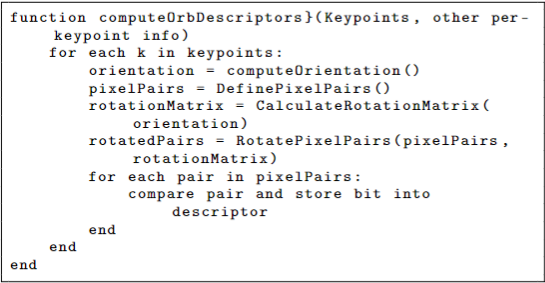 function computeOrbDescriptors}(Keypoints, other per-
keypoint info)
for each k in keypoints:
orientation = computeOrientation()
pixelPairs = DefinePixelPairs()
rotationMatrix = CalculateRotationMatrix(
orientation)
rotatedPairs = RotatePixelPairs(pixelPairs,
rotationMatrix)
for each pair in pixelPairs:
compare pair and store bit into
descriptor
end
end
end